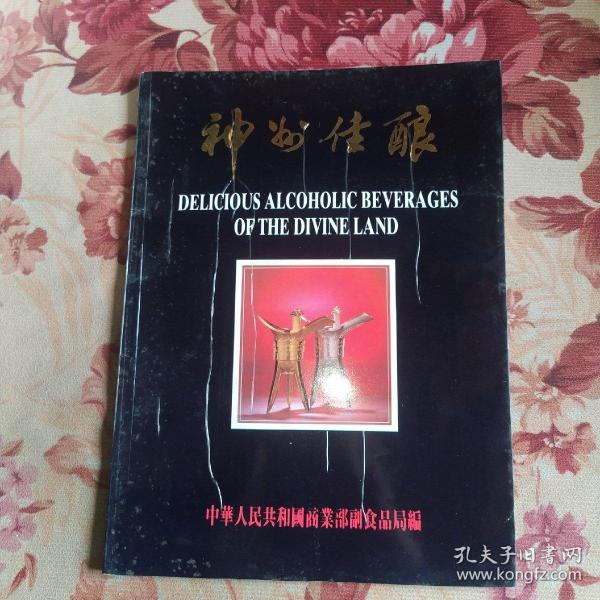 神州佳酿
DELICIOUS ALCOHOLIC BEVERAGES
OF THE DIVINE LAND
中華人民共和國商業部副食品局編
孔夫子旧书网
www.kongfz.com